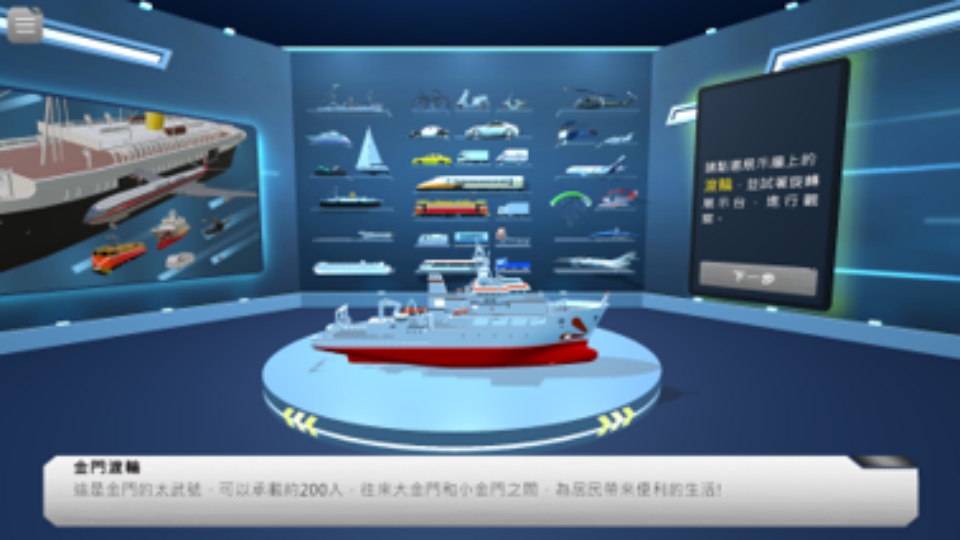 請點選展示牆上的
渡輪，並試著旋轉
展示台，進行觀
察。
下一步
金門渡輪
這是金門的太武號，可以承載約200人，往來大金門和小金門之間，為居民帶來便利的生活!